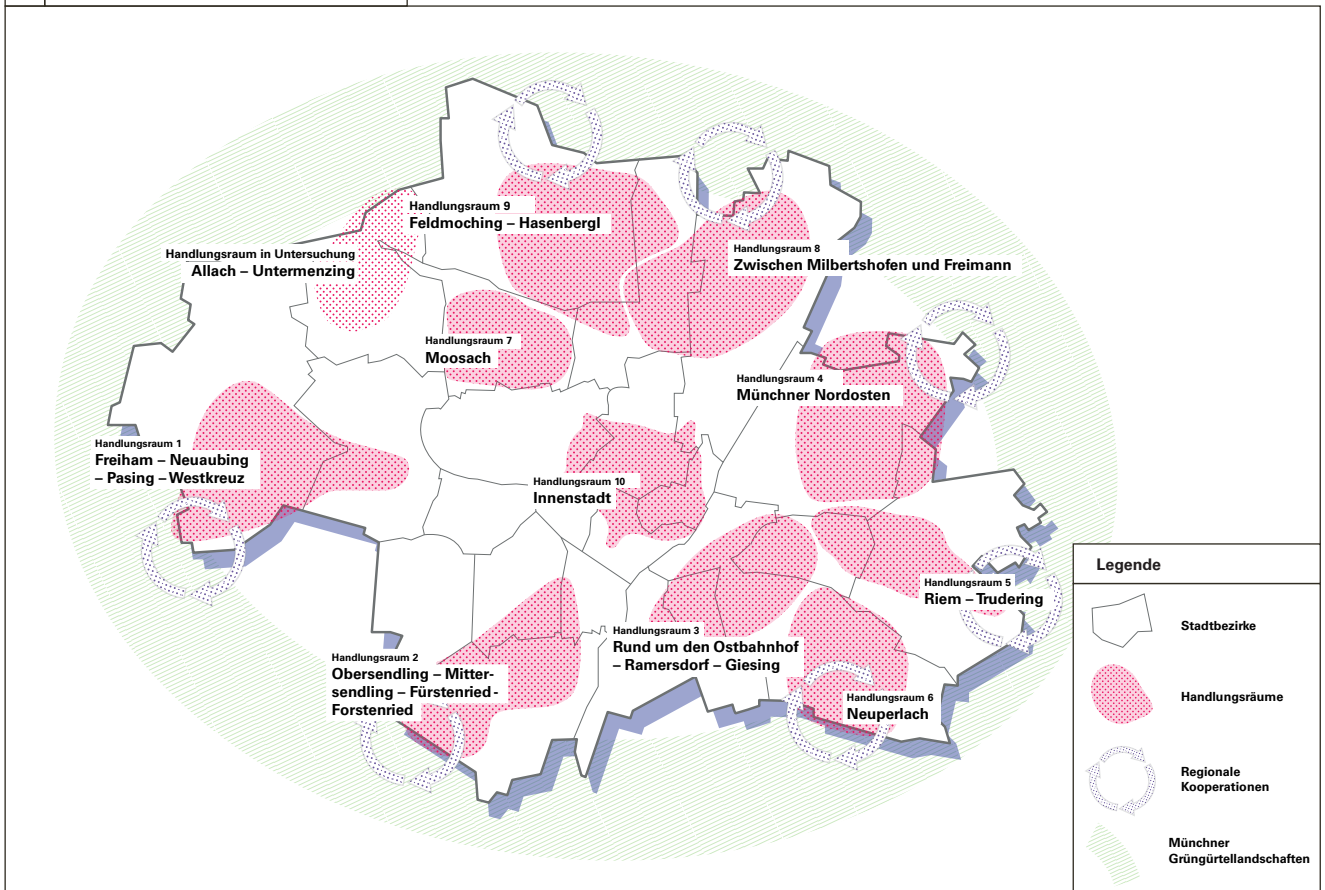 Handlungsraum 9
Feldmoching – Hasenbergl
Handlungsraum in Untersuchung
Allach – Untermenzing
Handlungsraum 8
Zwischen Milbertshofen und Freimann
Handlungsraum 7
Moosach
Handlungsraum 4
Münchner Nordosten
Handlungsraum 1
Freiham – Neuaubing
– Pasing – Westkreuz
Handlungsraum 10
Innenstadt
Handlungsraum 5
Riem – Trudering
Handlungsraum 3
Rund um den Ostbahnhof
– Ramersdorf – Giesing
Handlungsraum 2
Obersendling – Mitter-
sendling – Fürstenried -
Forstenried
Handlungsraum 6
Neuperlach
Legende
Stadtbezirke
Handlungsräume
Regionale
Kooperationen
Münchner
Grüngürtellandschaften